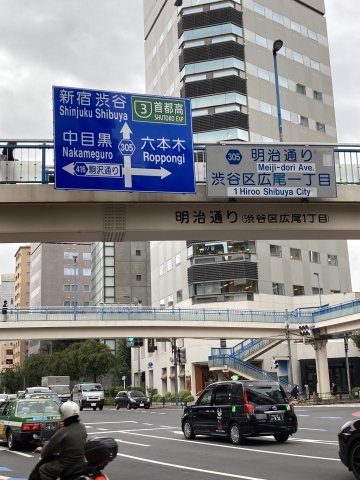 新宿 渋谷
Shinjuku Shibuya
3 首都高
SHUTOKO EXP
中目黒
Nakameguro
305
六本木
Roppongi
416 駒沢通り
305 明治通り
Meiji-dori Ave.
渋谷区広尾一丁目
1 Hiroo Shibuya City
明治通り (渋谷区広尾1丁目)